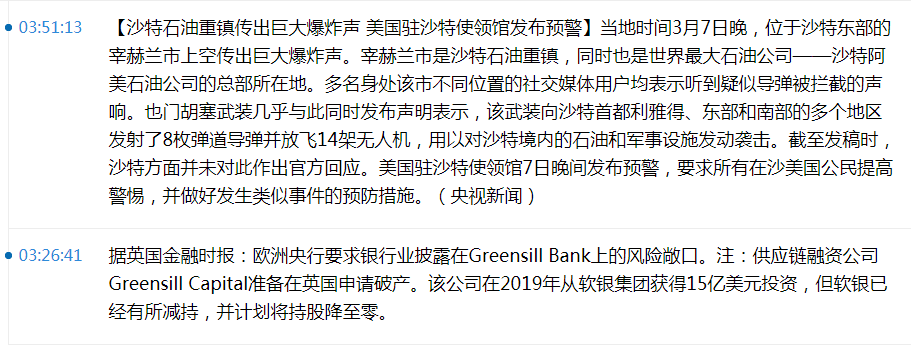 03:51:13
【沙特石油重镇传出巨大爆炸声 美国驻沙特使领馆发布预警】当地时间3月7日晚，位于沙特东部的
宰赫兰市上空传出巨大爆炸声。宰赫兰市是沙特石油重镇，同时也是世界最大石油公司——沙特阿
美石油公司的总部所在地。多名身处该市不同位置的社交媒体用户均表示听到疑似导弹被拦截的声
响。也门胡塞武装几乎与此同时发布声明表示，该武装向沙特首都利雅得、东部和南部的多个地区
发射了8枚弹道导弹并放飞14架无人机，用以对沙特境内的石油和军事设施发动袭击。截至发稿时，
沙特方面并未对此作出官方回应。美国驻沙特使领馆7日晚间发布预警，要求所有在沙美国公民提高
警惕，并做好发生类似事件的预防措施。（央视新闻）
03:26:41
据英国金融时报：欧洲央行要求银行业披露在Greensill Bank上的风险敞口。注：供应链融资公司
Greensill Capital准备在英国申请破产。该公司在2019年从软银集团获得15亿美元投资，但软银已
经有所减持，并计划将持股降至零。